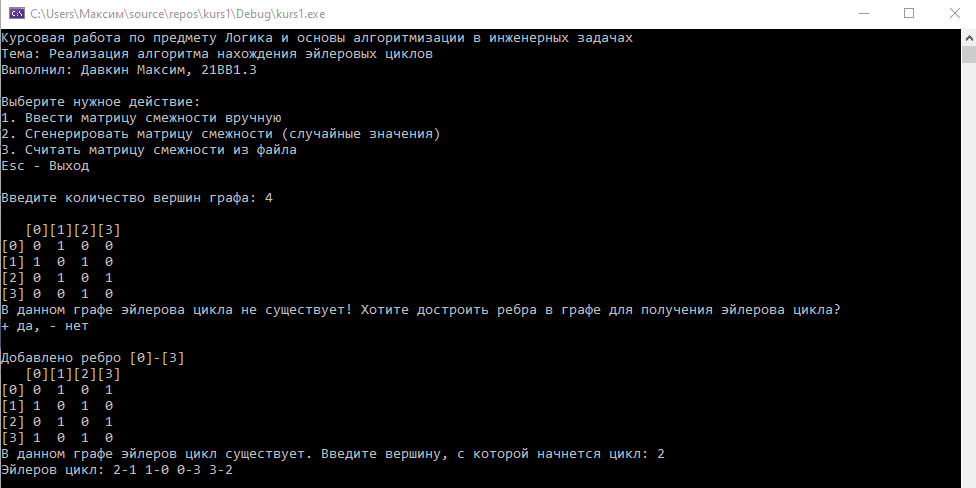 C:\Users\Максим\source\repos\kurs1\Debug\kurs1.exe
Курсовая работа по предмету Логика и основы алгоритмизации в инженерных задачах
Тема: Реализация алгоритма нахождения эйлеровых циклов
Выполнил: Давкин Максим, 21ВВ1.3
Выберите нужное действие:
1. Ввести матрицу смежности вручную
2. Сгенерировать матрицу смежности (случайные значения)
3. Считать матрицу смежности из файла
Esc - Выход
Введите количество вершин графа: 4
[0][1][2][3]
[0] 0 1 0 0
[1] 1 0 1 0
[2] 0 1 0 1
[3] 0 0 1 0
В данном графе эйлерова цикла не существует! Хотите достроить ребра в графе для получения эйлерова цикла?
+ да, - нет
Добавлено ребро [0]-[3]
[0][1][2][3]
[0] 0 1 0 1
[1] 1 0 1 0
[2] 0 1 0 1
[3] 1 0 1 0
В данном графе эйлеров цикл существует. Введите вершину, с которой начнется цикл: 2
Эйлеров цикл: 2-1 1-0 0-3 3-2